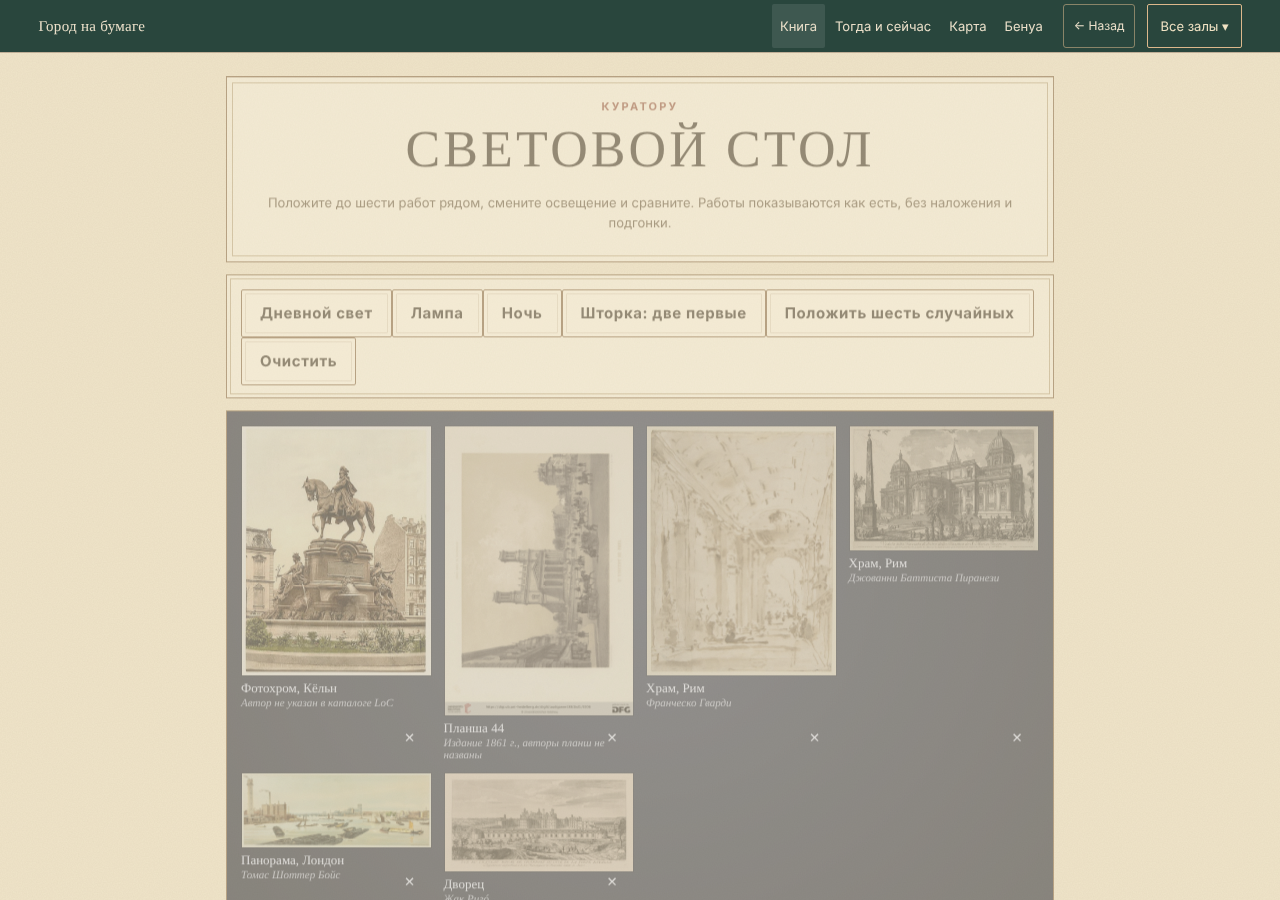 Город на бумаге
Книга
Тогда и сейчас
Карта
Бенуа
← Назад
Все залы ▾
КУРАТОРУ
СВЕТОВОЙ СТОЛ
Положите до шести работ рядом, смените освещение и сравните. Работы показываются как есть, без наложения и
подгонки.
Дневной свет
Лампа
Ночь
Шторка: две первые
Положить шесть случайных
Очистить
Фотохром, Кёльн
Автор не указан в каталоге LoC
×
DFG
Планша 44
Издание 1861 г., авторы планш не
названы
×
Храм, Рим
Франческо Гварди
×
Храм, Рим
Джованни Баттиста Пиранези
×
Панорама, Лондон
Томас Шоттер Бойс
×
Дворец
×